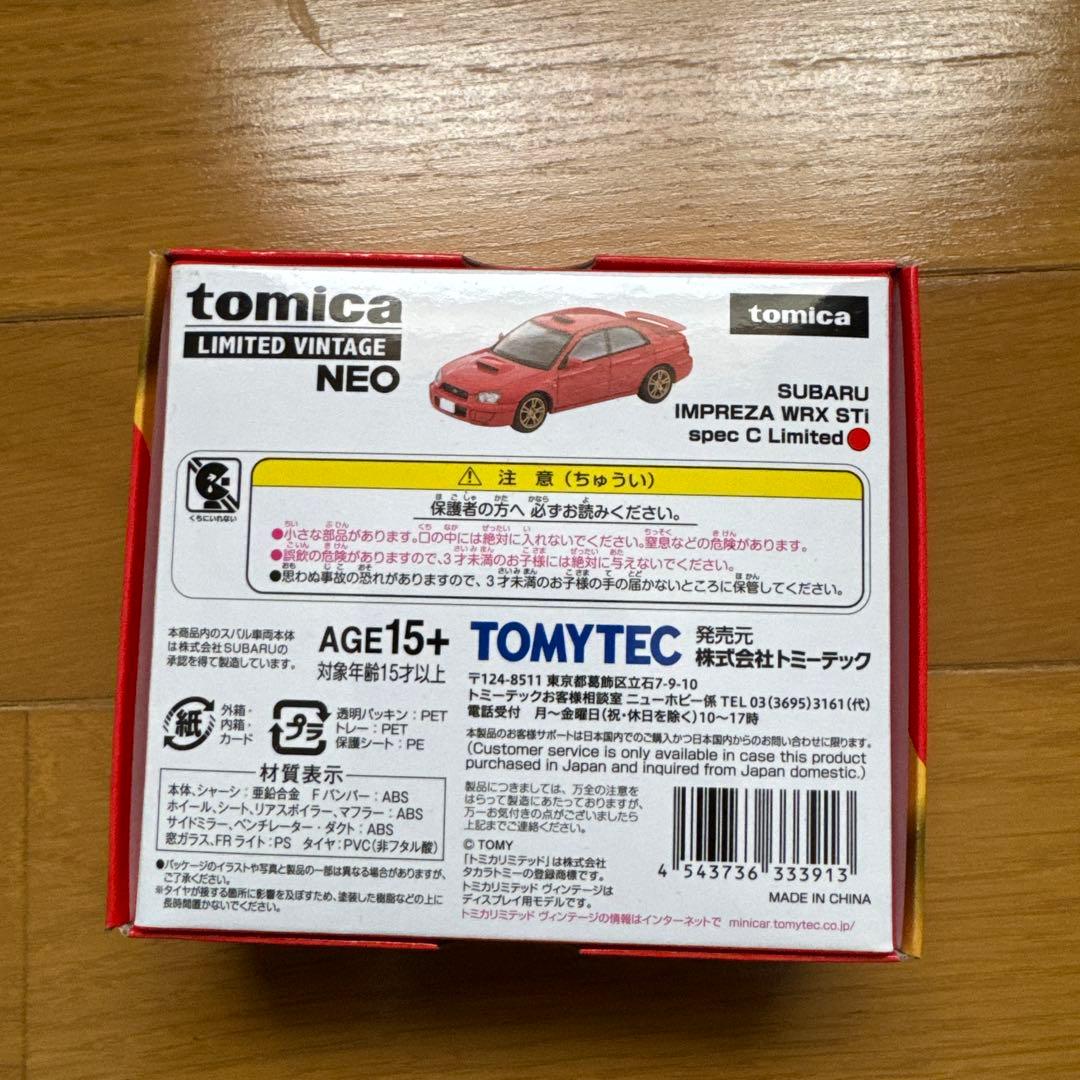 tomica
LIMITED VINTAGE
NEO
tomica
SUBARU
IMPREZA WRX STi
spec C Limited
くちにいれない
⚠ 注 意(ちゅうい)
保護者の方へ 必ずお読みください。
●小さな部品があります。口の中には絶対に入れないでください。窒息などの危険があります。
●誤飲の危険がありますので、3才未満のお子様には絶対に与えないでください。
●思わぬ事故の恐れがありますので、3才未満のお子様の手の届かないところに保管してください。
本商品内のスバル車両本体
は株式会社SUBARUの
承認を得て製造しています。
AGE15+
対象年齢15才以上
TOMYTEC
発売元
株式会社トミーテック
〒124-8511 東京都葛飾区立石7-9-10
トミーテックお客様相談室 ニューホビー係 TEL 03(3695)3161(代)
電話受付 月~金曜日(祝・休日を除く)10~17時
紙
外箱・
内箱・
カード
プラ
透明パッキン:PET
トレー:PET
保護シート:PE
本製品のお客様サポートは日本国内でのご購入かつ日本国内からのお問い合わせに限ります。
(Customer service is only available in case this product
purchased in Japan and inquired from Japan domestic.)
材質表示
本体、シャーシ:亜鉛合金 Fバンパー:ABS
ホイール、シート、リアスポイラー、マフラー:ABS
サイドミラー、ベンチレーター・ダクト:ABS
窓ガラス、FRライト:PS タイヤ:PVC(非フタル酸)
●パッケージのイラストや写真と製品の一部は異なる場合がありますが、
ご了承ください。
※タイヤが接する箇所に影響を及ぼすため、塗装した樹脂などの上に
長時間置かないでください。
製品につきましては、万全の注意を
はらって製造にあたっておりますが、
万一お気付きの点がございましたら
上記までご連絡ください。
© TOMY
「トミカリミテッド」は株式会社
タカラトミーの登録商標です。
トミカリミテッド ヴィンテージは
ディスプレイ用モデルです。
トミカリミテッド ヴィンテージの情報はインターネットで minicar.tomytec.co.jp/
4 543736 333913
MADE IN CHINA